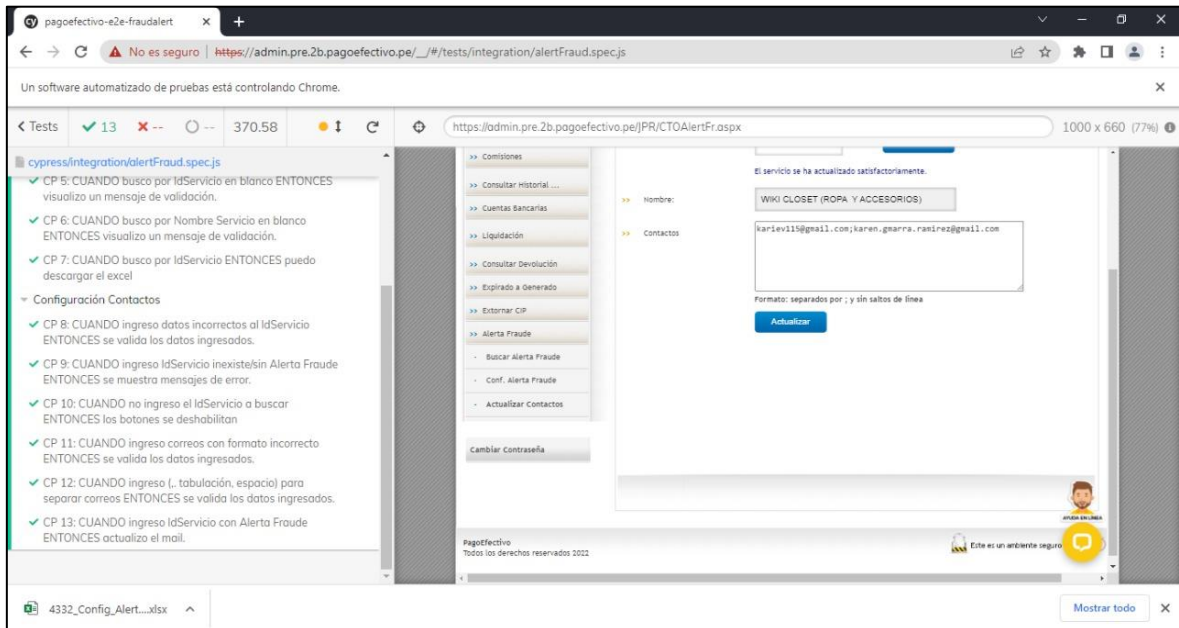 pagoefectivo-e2e-fraudalert
No es seguro | https://admin.pre.2b.pagoefectivo.pe/__/#/tests/integration/alertFraud.spec.js
Un software automatizado de pruebas está controlando Chrome.
Tests 13 -- -- 370.58
https://admin.pre.2b.pagoefectivo.pe/JPR/CTOAlertFr.aspx
1000 x 660 (77%)
cypress/integration/alertFraud.spec.js
CP 5: CUANDO busco por IdServicio en blanco ENTONCES
visualizo un mensaje de validación.
CP 6: CUANDO busco por Nombre Servicio en blanco
ENTONCES visualizo un mensaje de validación.
CP 7: CUANDO busco por IdServicio ENTONCES puedo
descargar el excel
Configuración Contactos
CP 8: CUANDO ingreso datos incorrectos al IdServicio
ENTONCES se valida los datos ingresados.
CP 9: CUANDO ingreso IdServicio inexiste/sin Alerta Fraude
ENTONCES se muestra mensajes de error.
CP 10: CUANDO no ingreso el IdServicio a buscar
ENTONCES los botones se deshabilitan
CP 11: CUANDO ingreso correos con formato incorrecto
ENTONCES se valida los datos ingresados.
CP 12: CUANDO ingreso (,. tabulación, espacio) para
separar correos ENTONCES se valida los datos ingresados.
CP 13: CUANDO ingreso IdServicio con Alerta Fraude
ENTONCES actualizo el mail.
>> Comisiones
>> Consultar Historial ...
>> Cuentas Bancarias
>> Liquidación
>> Consultar Devolución
>> Expirado a Generado
>> Extornar CIP
>> Alerta Fraude
- Buscar Alerta Fraude
- Conf. Alerta Fraude
- Actualizar Contactos
Cambiar Contraseña
El servicio se ha actualizado satisfactoriamente.
>> Nombre: WIKI CLOSET (ROPA Y ACCESORIOS)
>> Contactos kariev115@gmail.com;karen.gmarra.ramirez@gmail.com
Formato: separados por ; y sin saltos de línea
Actualizar
AYUDA EN LÍNEA
PagoEfectivo
Todos los derechos reservados 2022
Este es un ambiente seguro
4332_Config_Alert....xlsx
Mostrar todo